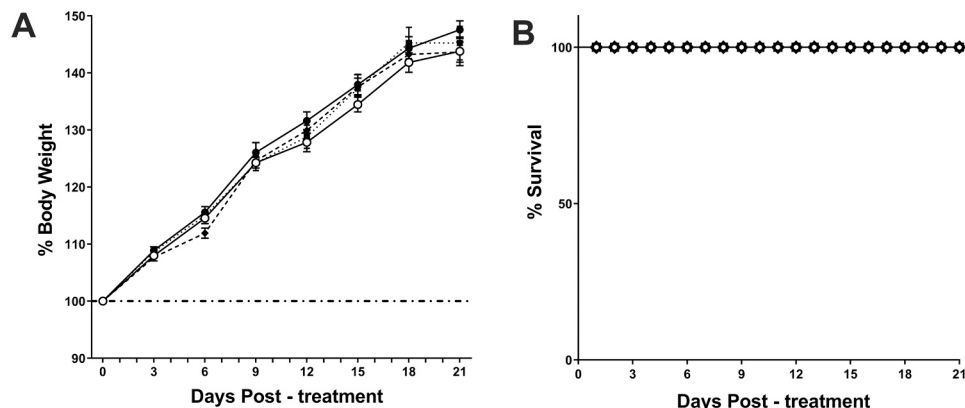 A
150
140
130
120
110
100
90
% Body Weight
0 3 6 9 12 15 18 21
Days Post - treatment
B
100
50
0
% Survival
0 3 6 9 12 15 18 21
Days Post - treatment